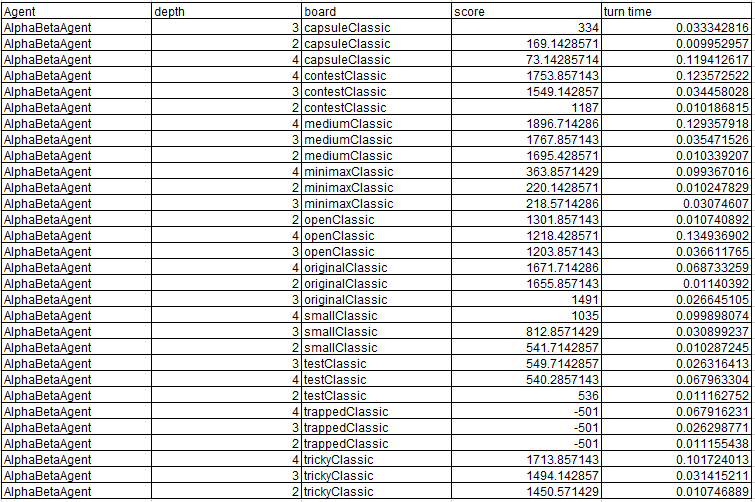 Agent depth board score turn time
AlphaBetaAgent 3 capsuleClassic 334 0.033342816
AlphaBetaAgent 2 capsuleClassic 169.1428571 0.009952957
AlphaBetaAgent 4 capsuleClassic 73.14285714 0.119412617
AlphaBetaAgent 4 contestClassic 1753.857143 0.123572522
AlphaBetaAgent 3 contestClassic 1549.142857 0.034458028
AlphaBetaAgent 2 contestClassic 1187 0.010186815
AlphaBetaAgent 4 mediumClassic 1896.714286 0.129357918
AlphaBetaAgent 3 mediumClassic 1767.857143 0.035471526
AlphaBetaAgent 2 mediumClassic 1695.428571 0.010339207
AlphaBetaAgent 4 minimaxClassic 363.8571429 0.099367016
AlphaBetaAgent 2 minimaxClassic 220.1428571 0.010247829
AlphaBetaAgent 3 minimaxClassic 218.5714286 0.03074607
AlphaBetaAgent 2 openClassic 1301.857143 0.010740892
AlphaBetaAgent 4 openClassic 1218.428571 0.134936902
AlphaBetaAgent 3 openClassic 1203.857143 0.036611765
AlphaBetaAgent 4 originalClassic 1671.714286 0.068733259
AlphaBetaAgent 2 originalClassic 1655.857143 0.01140392
AlphaBetaAgent 3 originalClassic 1491 0.026645105
AlphaBetaAgent 4 smallClassic 1035 0.099898074
AlphaBetaAgent 3 smallClassic 812.8571429 0.030899237
AlphaBetaAgent 2 smallClassic 541.7142857 0.010287245
AlphaBetaAgent 3 testClassic 549.7142857 0.026316413
AlphaBetaAgent 4 testClassic 540.2857143 0.067963304
AlphaBetaAgent 2 testClassic 536 0.011162752
AlphaBetaAgent 4 trappedClassic -501 0.067916231
AlphaBetaAgent 3 trappedClassic -501 0.026298771
AlphaBetaAgent 2 trappedClassic -501 0.011155438
AlphaBetaAgent 4 trickyClassic 1713.857143 0.101724013
AlphaBetaAgent 3 trickyClassic 1494.142857 0.031415211
AlphaBetaAgent 2 trickyClassic 1450.571429 0.010746889